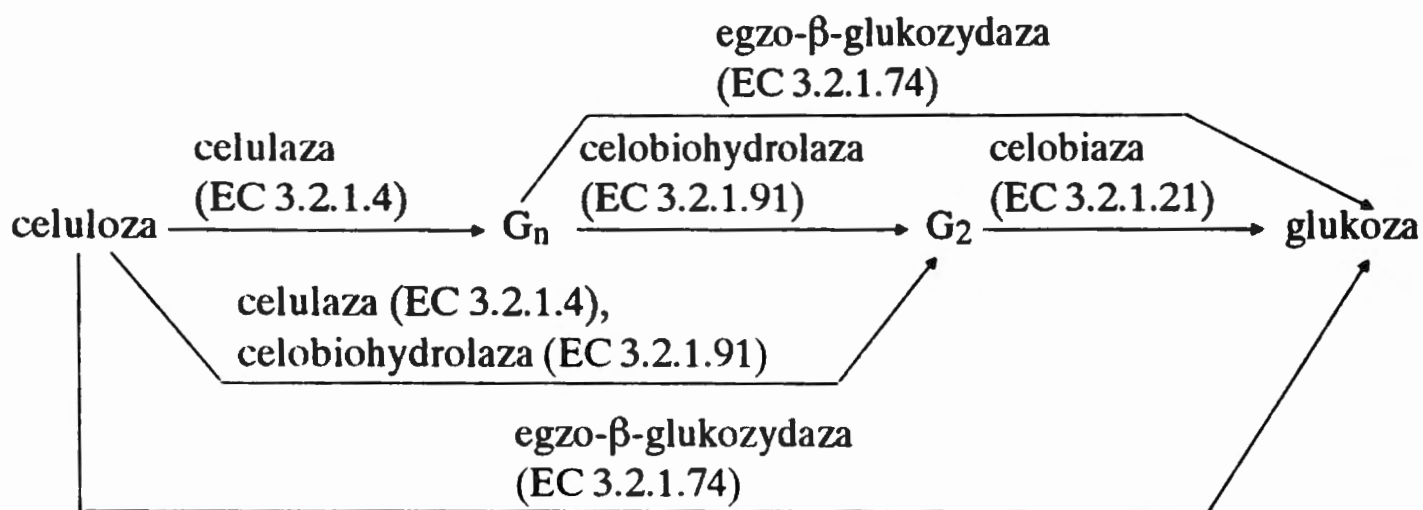 egzo-β-glukozydaza
(EC 3.2.1.74)
celulaza
(EC 3.2.1.4)
celobiohydrolaza
(EC 3.2.1.91)
celobiaza
(EC 3.2.1.21)
celuloza
Gn
G2
glukoza
celulaza (EC 3.2.1.4),
celobiohydrolaza (EC 3.2.1.91)
egzo-β-glukozydaza
(EC 3.2.1.74)